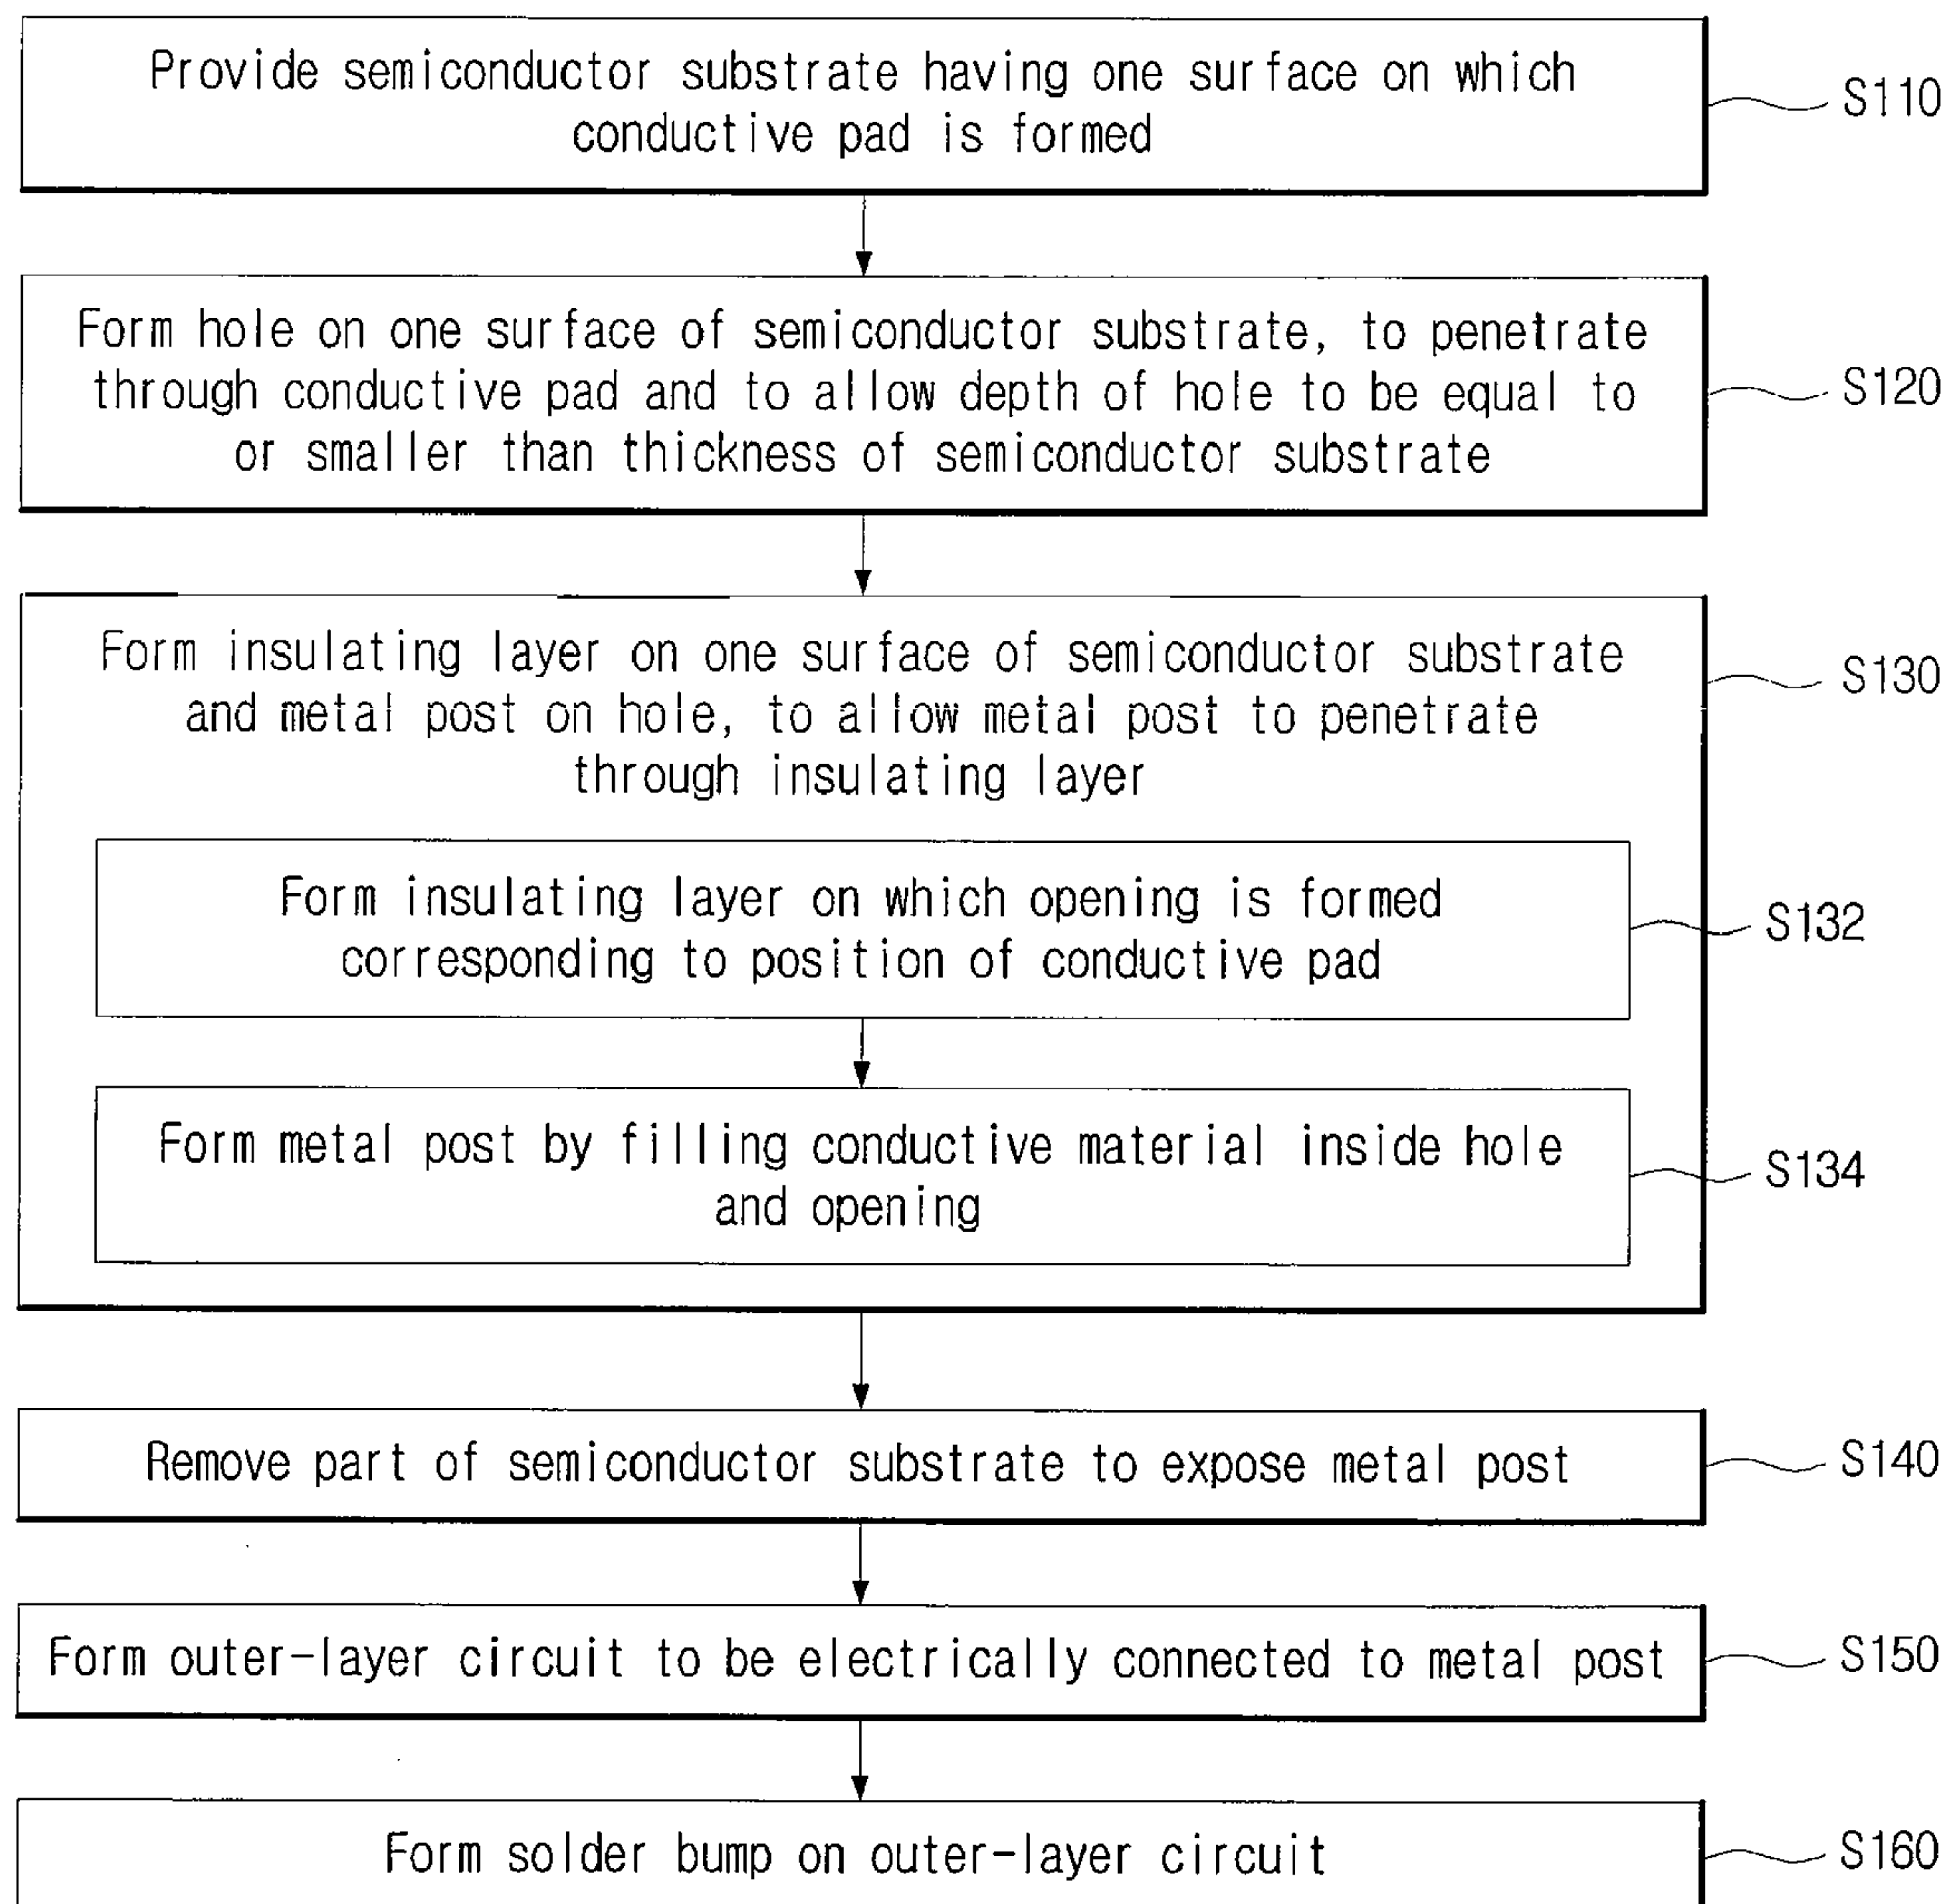 Provide semiconductor substrate having one surface on which
conductive pad is formed
S110
Form hole on one surface of semiconductor substrate, to penetrate
through conductive pad and to allow depth of hole to be equal to
or smaller than thickness of semiconductor substrate
S120
Form insulating layer on one surface of semiconductor substrate
and metal post on hole, to allow metal post to penetrate
through insulating layer
S130
Form insulating layer on which opening is formed
corresponding to position of conductive pad
S132
Form metal post by filling conductive material inside hole
and opening
S134
Remove part of semiconductor substrate to expose metal post
S140
Form outer-layer circuit to be electrically connected to metal post
S150
Form solder bump on outer-layer circuit
S160